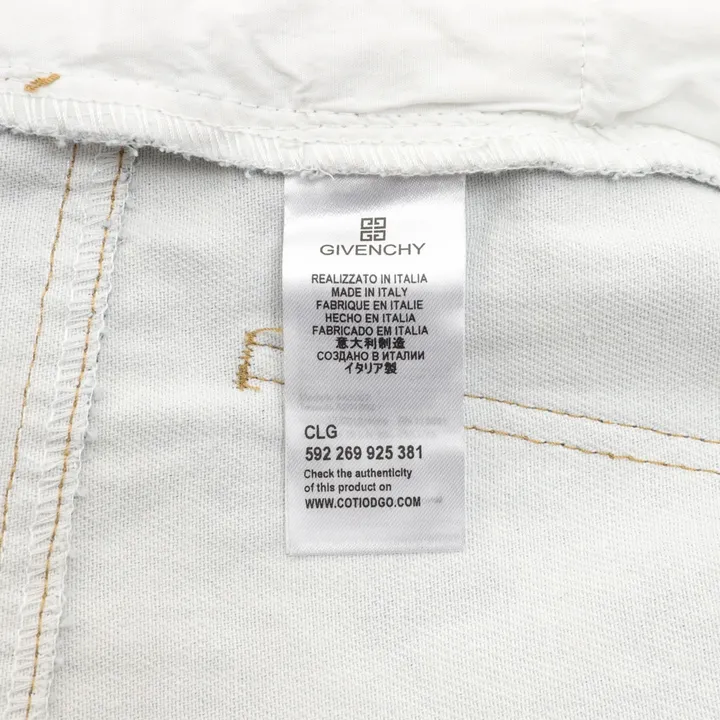 GIVENCHY
REALIZZATO IN ITALIA
MADE IN ITALY
FABRIQUE EN ITALIE
HECHO EN ITALIA
FABRICADO EM ITALIA
意大利制造
СОЗДАНО В ИТАЛИИ
イタリア製
CLG
592 269 925 381
Check the authenticity
of this product on
WWW.COTIODGO.COM